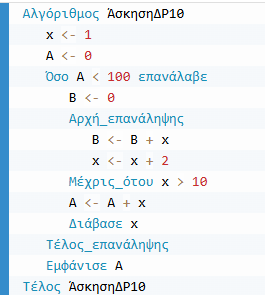 Αλγόριθμος ΆσκησηΔΡ10
x <- 1
Α <- 0
Όσο Α < 100 επανάλαβε
Β <- 0
Αρχή_επανάληψης
Β <- Β + x
x <- x + 2
Μέχρις_ότου x > 10
Α <- Α + x
Διάβασε x
Τέλος_επανάληψης
Εμφάνισε Α
Τέλος ΆσκησηΔΡ10